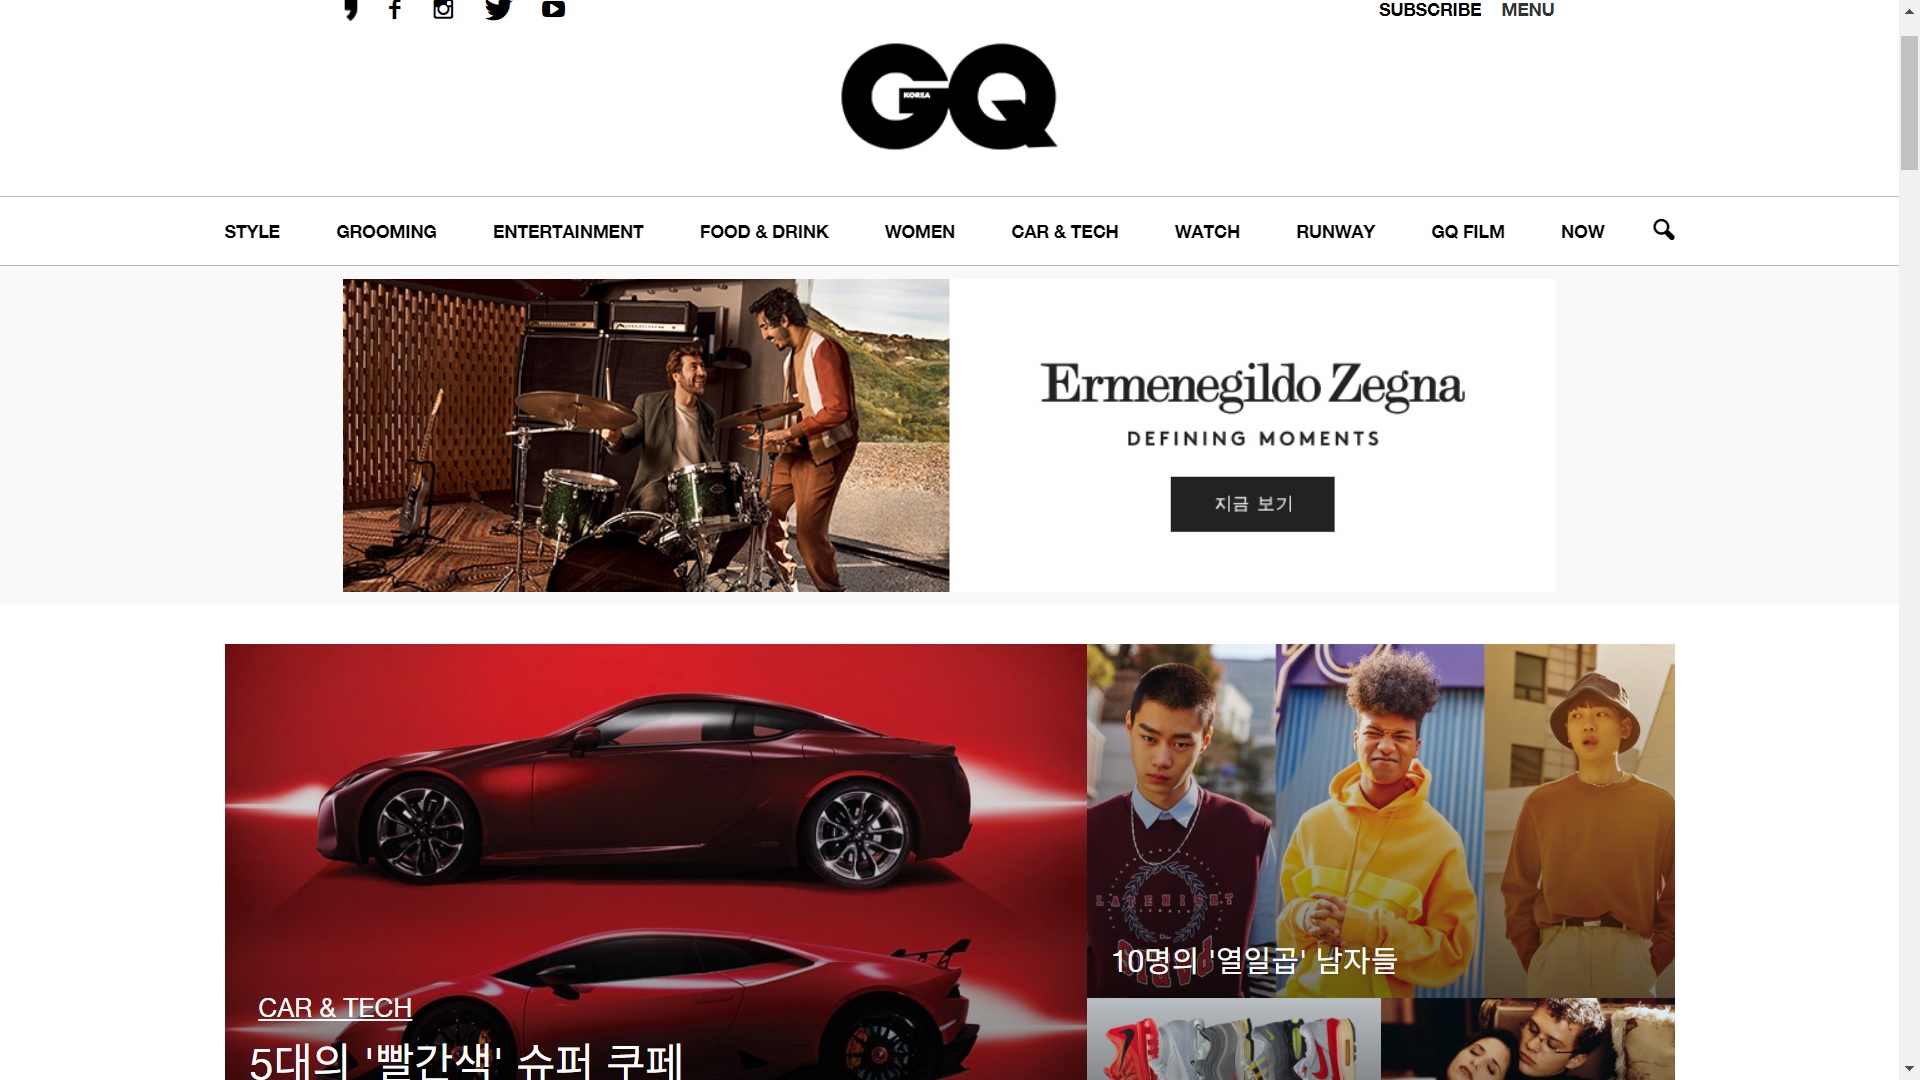 SUBSCRIBE MENU
GQ
KOREA
STYLE GROOMING ENTERTAINMENT FOOD & DRINK WOMEN CAR & TECH WATCH RUNWAY GQ FILM NOW
Ermenegildo Zegna
DEFINING MOMENTS
지금 보기
LATENIGHT
Dior
10명의 '열일곱' 남자들
CAR & TECH
5대의 '빨간색' 슈퍼 쿠페